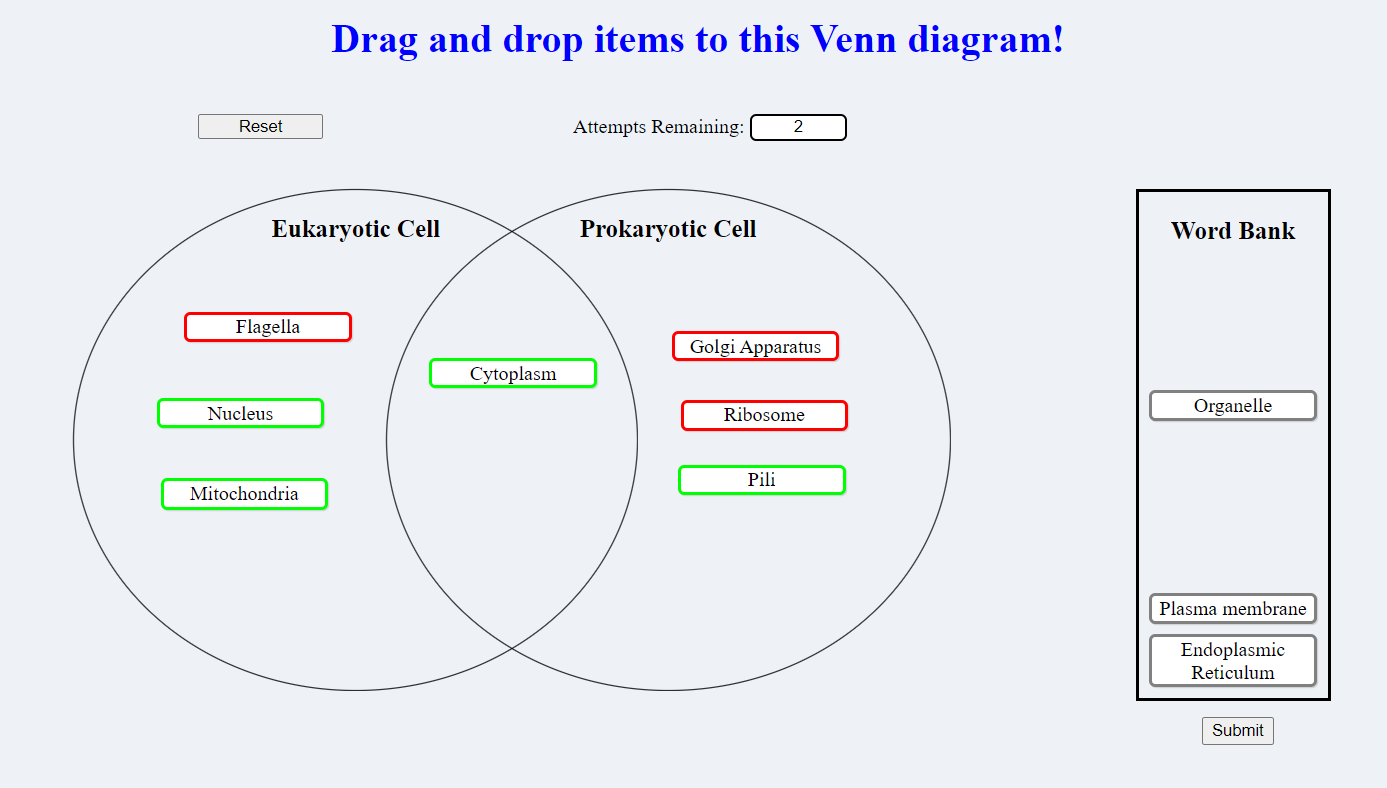 Drag and drop items to this Venn diagram!
Reset
Attempts Remaining: 2
Eukaryotic Cell
Prokaryotic Cell
Word Bank
Flagella
Golgi Apparatus
Cytoplasm
Organelle
Nucleus
Ribosome
Pili
Mitochondria
Plasma membrane
Endoplasmic
Reticulum
Submit